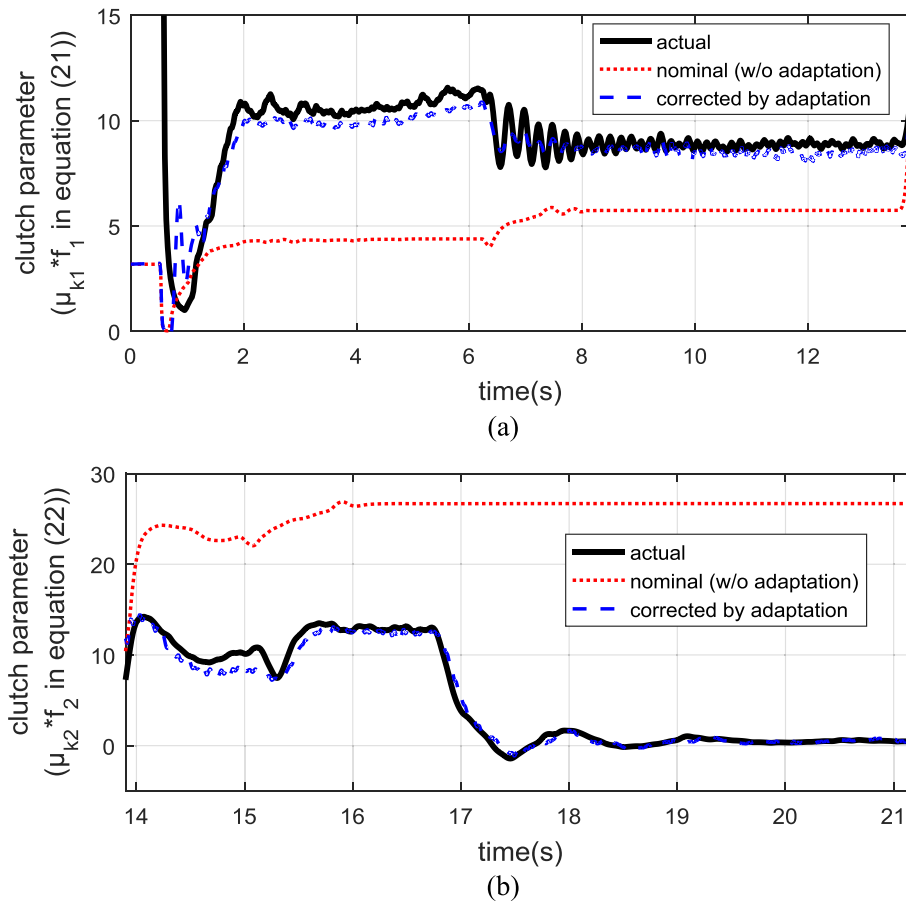 15
10
5
0
clutch parameter
(μk1*f1 in equation (21))
actual
nominal (w/o adaptation)
corrected by adaptation
0 2 4 6 8 10 12
time(s)
(a)
30
20
10
0
clutch parameter
(μk2*f2 in equation (22))
actual
nominal (w/o adaptation)
corrected by adaptation
14 15 16 17 18 19 20 21
time(s)
(b)